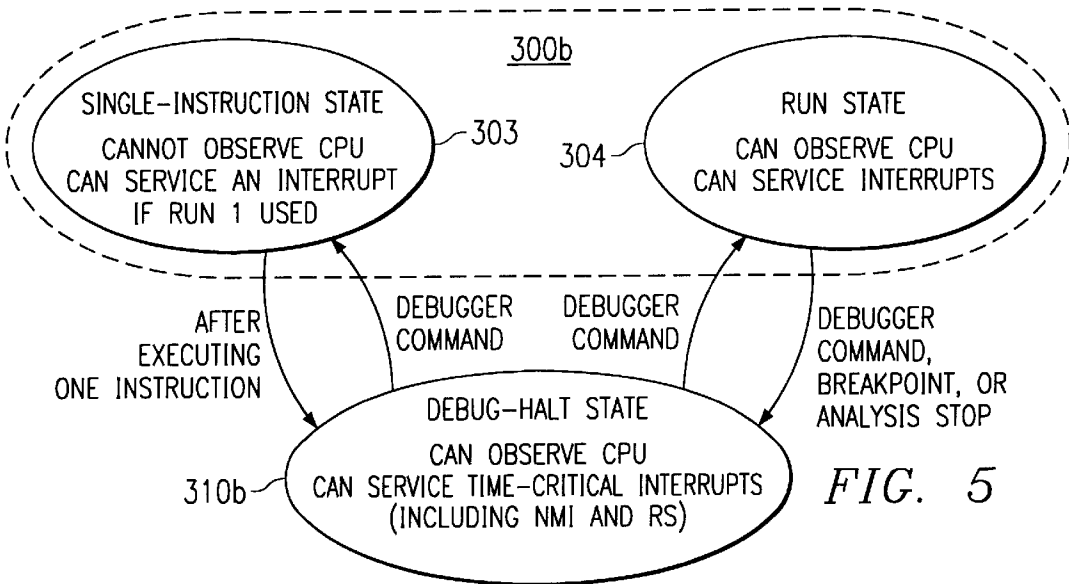 300b
SINGLE-INSTRUCTION STATE
CANNOT OBSERVE CPU
CAN SERVICE AN INTERRUPT
IF RUN 1 USED
303
RUN STATE
CAN OBSERVE CPU
CAN SERVICE INTERRUPTS
304
AFTER
EXECUTING
ONE INSTRUCTION
DEBUGGER
COMMAND
DEBUGGER
COMMAND
DEBUGGER
COMMAND,
BREAKPOINT, OR
ANALYSIS STOP
DEBUG-HALT STATE
CAN OBSERVE CPU
CAN SERVICE TIME-CRITICAL INTERRUPTS
(INCLUDING NMI AND RS)
310b
FIG. 5